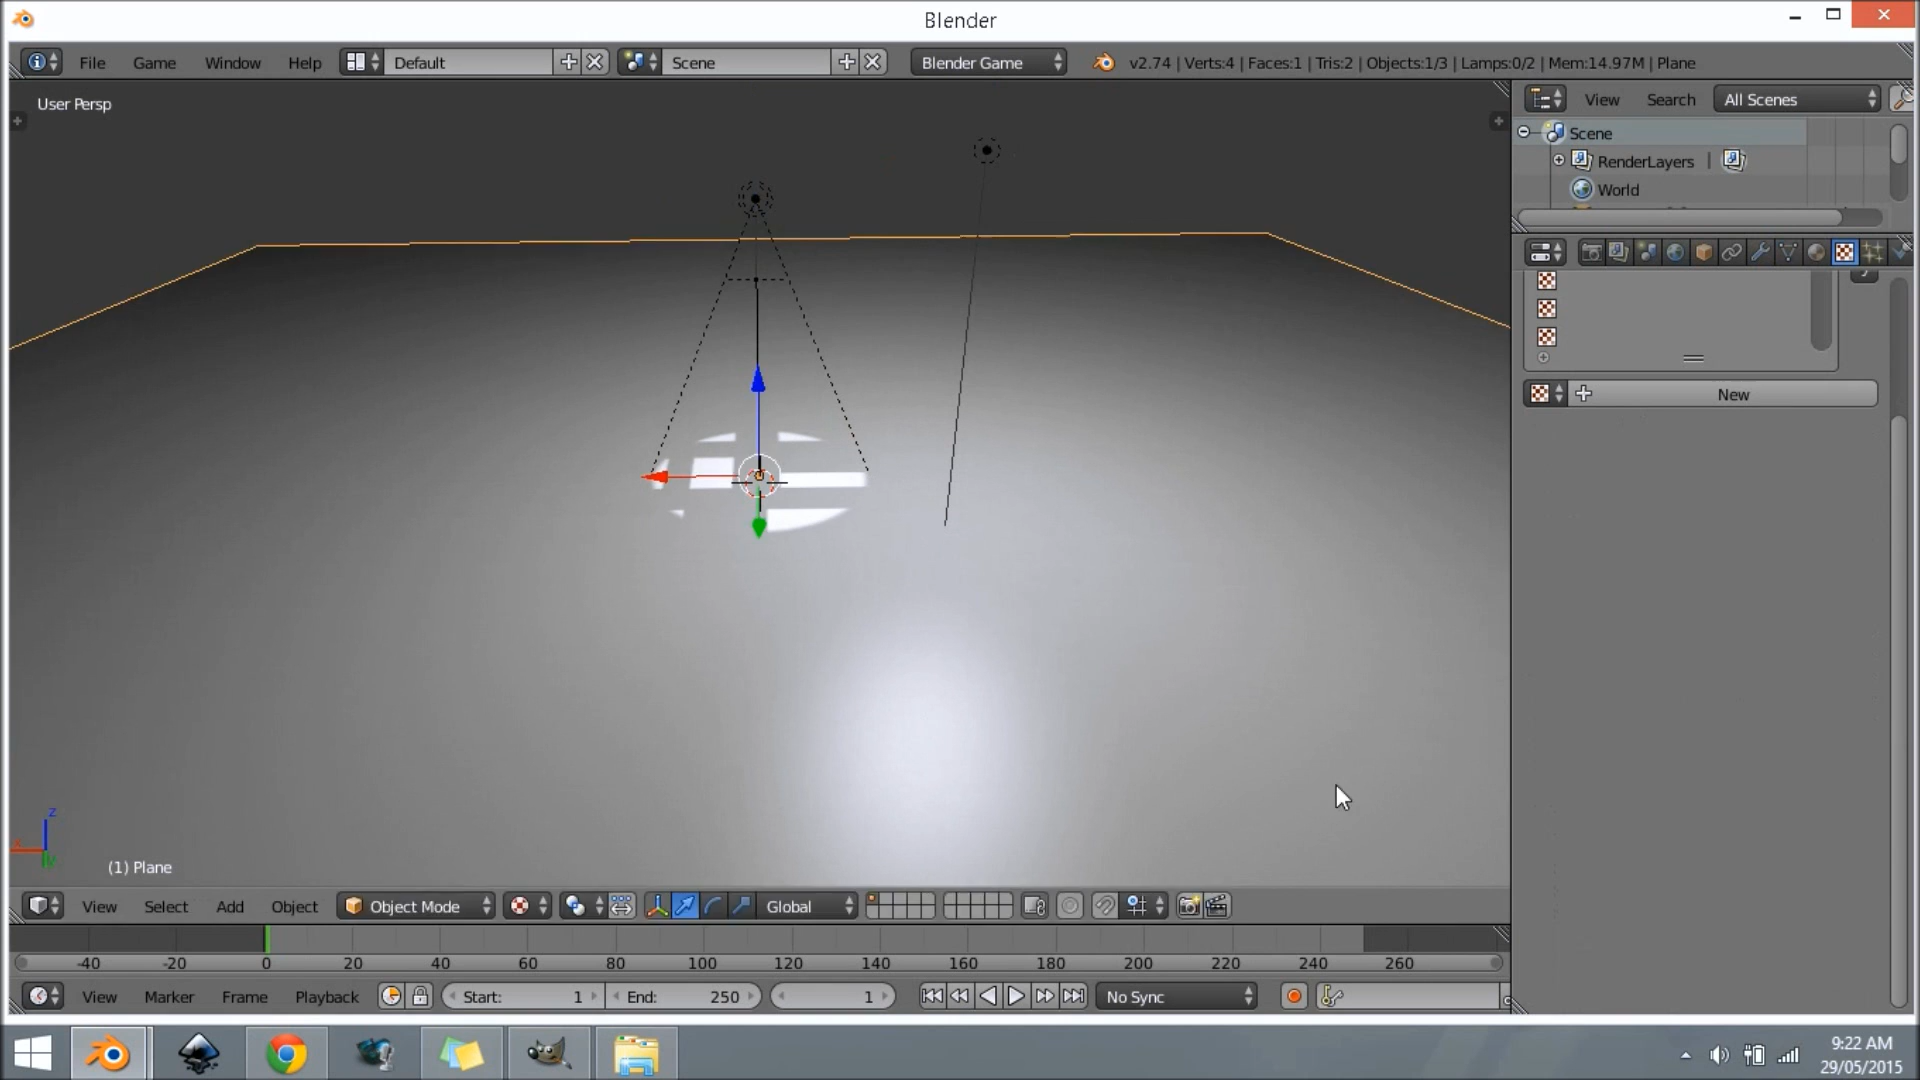 Blender
File Game Window Help Default Scene Blender Game v2.74 | Verts:4 | Faces:1 | Tris:2 | Objects:1/3 | Lamps:0/2 | Mem:14.97M | Plane
User Persp
View Search All Scenes
Scene
RenderLayers |
World
New
z
(1) Plane
View Select Add Object Object Mode Global
-40 -20 0 20 40 60 80 100 120 140 160 180 200 220 240 260
View Marker Frame Playback Start: 1 End: 250 1 No Sync
9:22 AM
29/05/2015